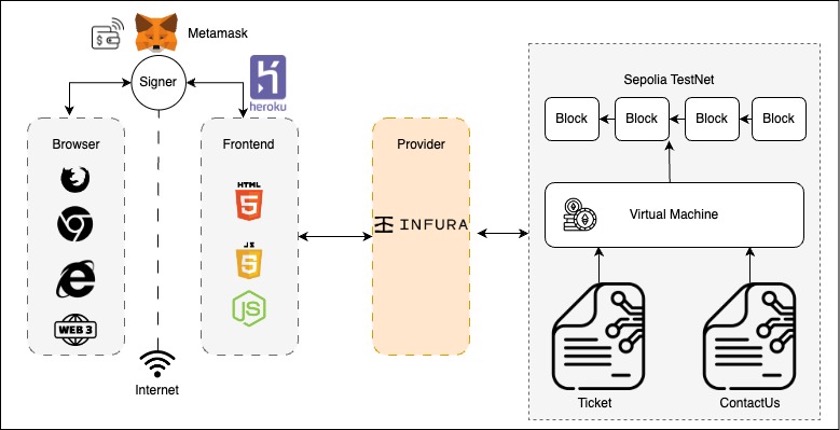 Metamask
Signer
heroku
Browser
WEB 3
Internet
Frontend
HTML
5
JS
5
JS
Provider
INFURA
Sepolia TestNet
Block
Block
Block
Block
Virtual Machine
Ticket
ContactUs